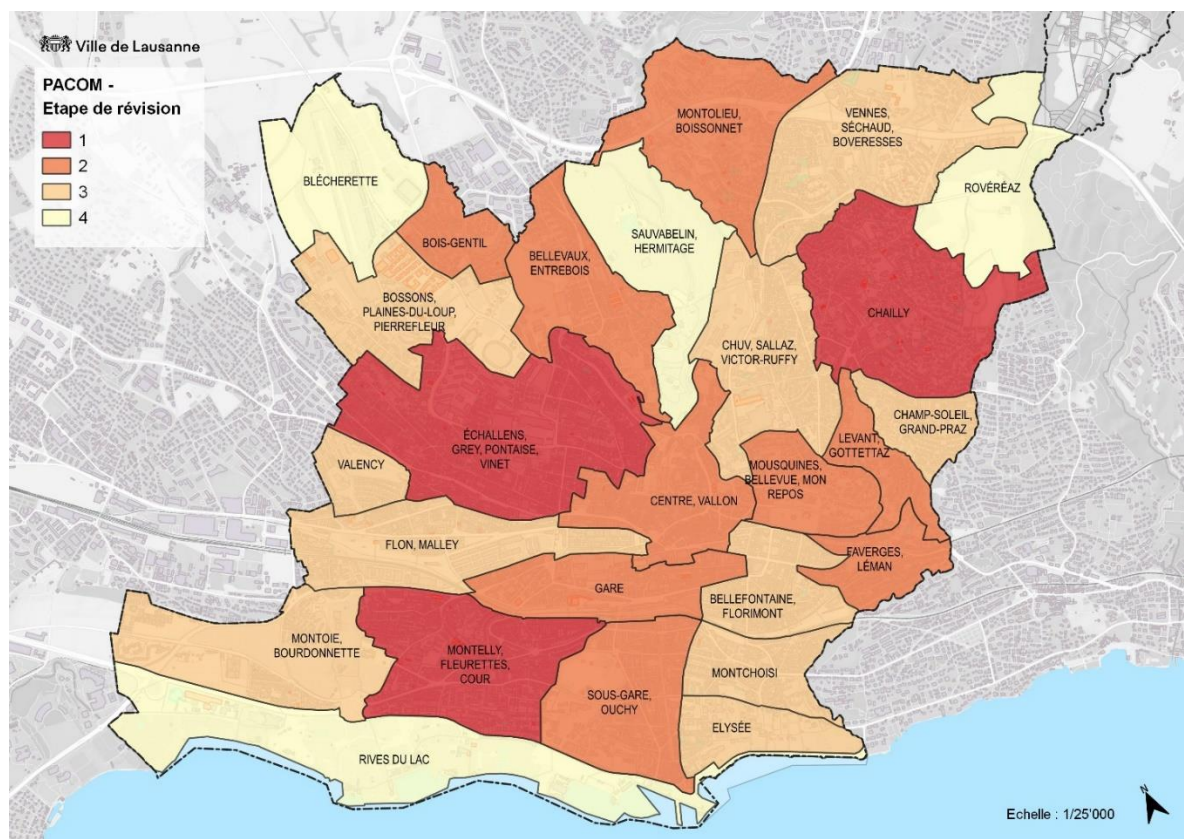 Ville de Lausanne
PACOM -
Etape de révision
1
2
3
4
MONTOLIEU,
BOISSONNET
VENNES,
SÉCHAUD,
BOVERESSES
BLÉCHERETTE
ROVÉRÉAZ
BOIS-GENTIL
BELLEVAUX,
ENTREBOIS
SAUVABELIN,
HERMITAGE
BOSSONS,
PLAINES-DU-LOUP,
PIERREFLEUR
CHAILLY
CHUV, SALLAZ,
VICTOR-RUFFY
CHAMP-SOLEIL,
GRAND-PRAZ
ÉCHALLENS,
GREY, PONTAISE,
VINET
LEVANT,
GOTTETTAZ
VALENCY
MOUSQUINES,
BELLEVUE, MON
REPOS
CENTRE, VALLON
FLON, MALLEY
FAVERGES,
LÉMAN
GARE
BELLEFONTAINE,
FLORIMONT
MONTOIE,
BOURDONNETTE
MONTELLY,
FLEURETTES,
COUR
MONTCHOISI
SOUS-GARE,
OUCHY
ELYSÉE
RIVES DU LAC
N
Echelle : 1/25'000